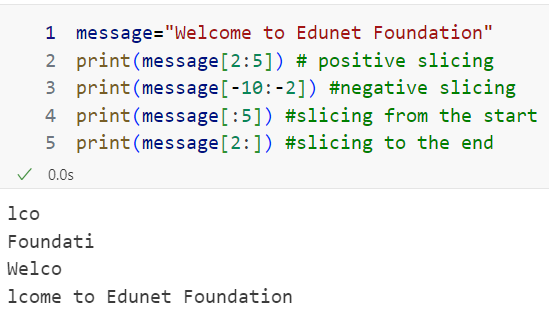 1 message="Welcome to Edunet Foundation"
2 print(message[2:5]) # positive slicing
3 print(message[-10:-2]) #negative slicing
4 print(message[:5]) #slicing from the start
5 print(message[2:]) #slicing to the end
✓ 0.0s
lco
Foundati
Welco
lcome to Edunet Foundation